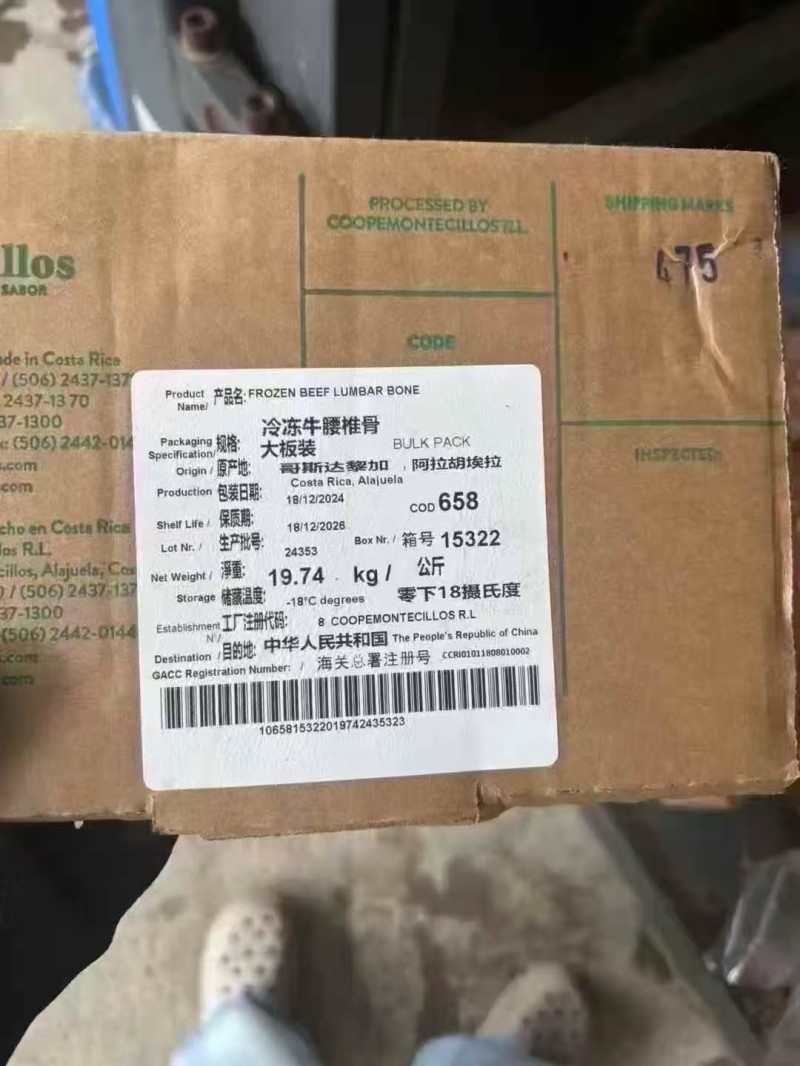 llos
SABOR
de in Costa Rica
/ (506) 2437-137
2437-13 70
37-1300
(506) 2442-014
.com
cho en Costa Rica
los R.L.
cillos, Alajuela, Cos
/ (506) 2437-137
37-1300
(506) 2442-0144
.com
.com
PROCESSED BY
COOPEMONTECILLOS R.L.
CODE
SHIPPING MARKS
475
INSPECTED:
Product Name/ 产品名: FROZEN BEEF LUMBAR BONE
冷冻牛腰椎骨
Packaging Specification/ 规格: 大板装 BULK PACK
Origin / 原产地: 哥斯达黎加 , 阿拉胡埃拉
Costa Rica, Alajuela
Production 包装日期: 18/12/2024
COD 658
Shelf Life / 保质期: 18/12/2026
Lot Nr. / 生产批号: 24353 Box Nr. / 箱号 15322
Net Weight / 淨重: 19.74 kg / 公斤
Storage 储藏温度: -18°C degrees 零下18摄氏度
Establishment N°/ 工厂注册代码: 8 COOPEMONTECILLOS R.L
Destination / 目的地: 中华人民共和国 The People's Republic of China
GACC Registration Number: / 海关总署注册号 CCRI01011808010002
1065815322019742435323